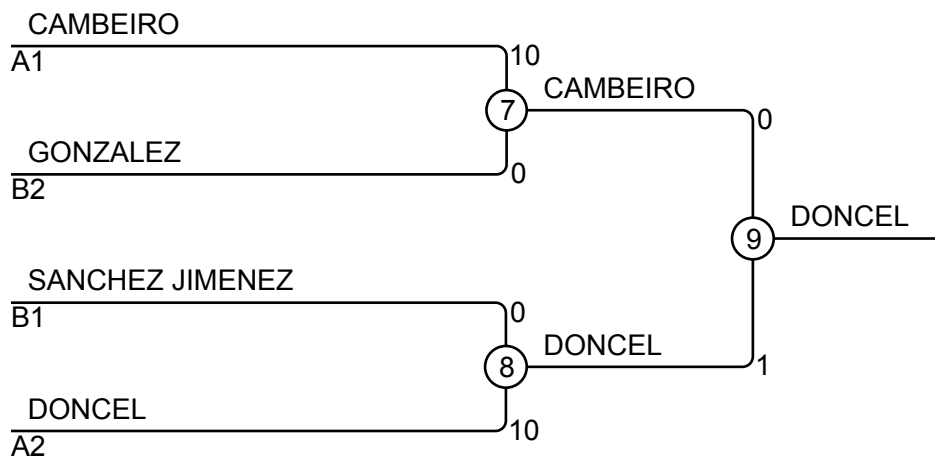 CAMBEIRO
A1
10
7
CAMBEIRO
0
GONZALEZ
B2
0
9
DONCEL
SANCHEZ JIMENEZ
B1
0
8
DONCEL
1
DONCEL
A2
10